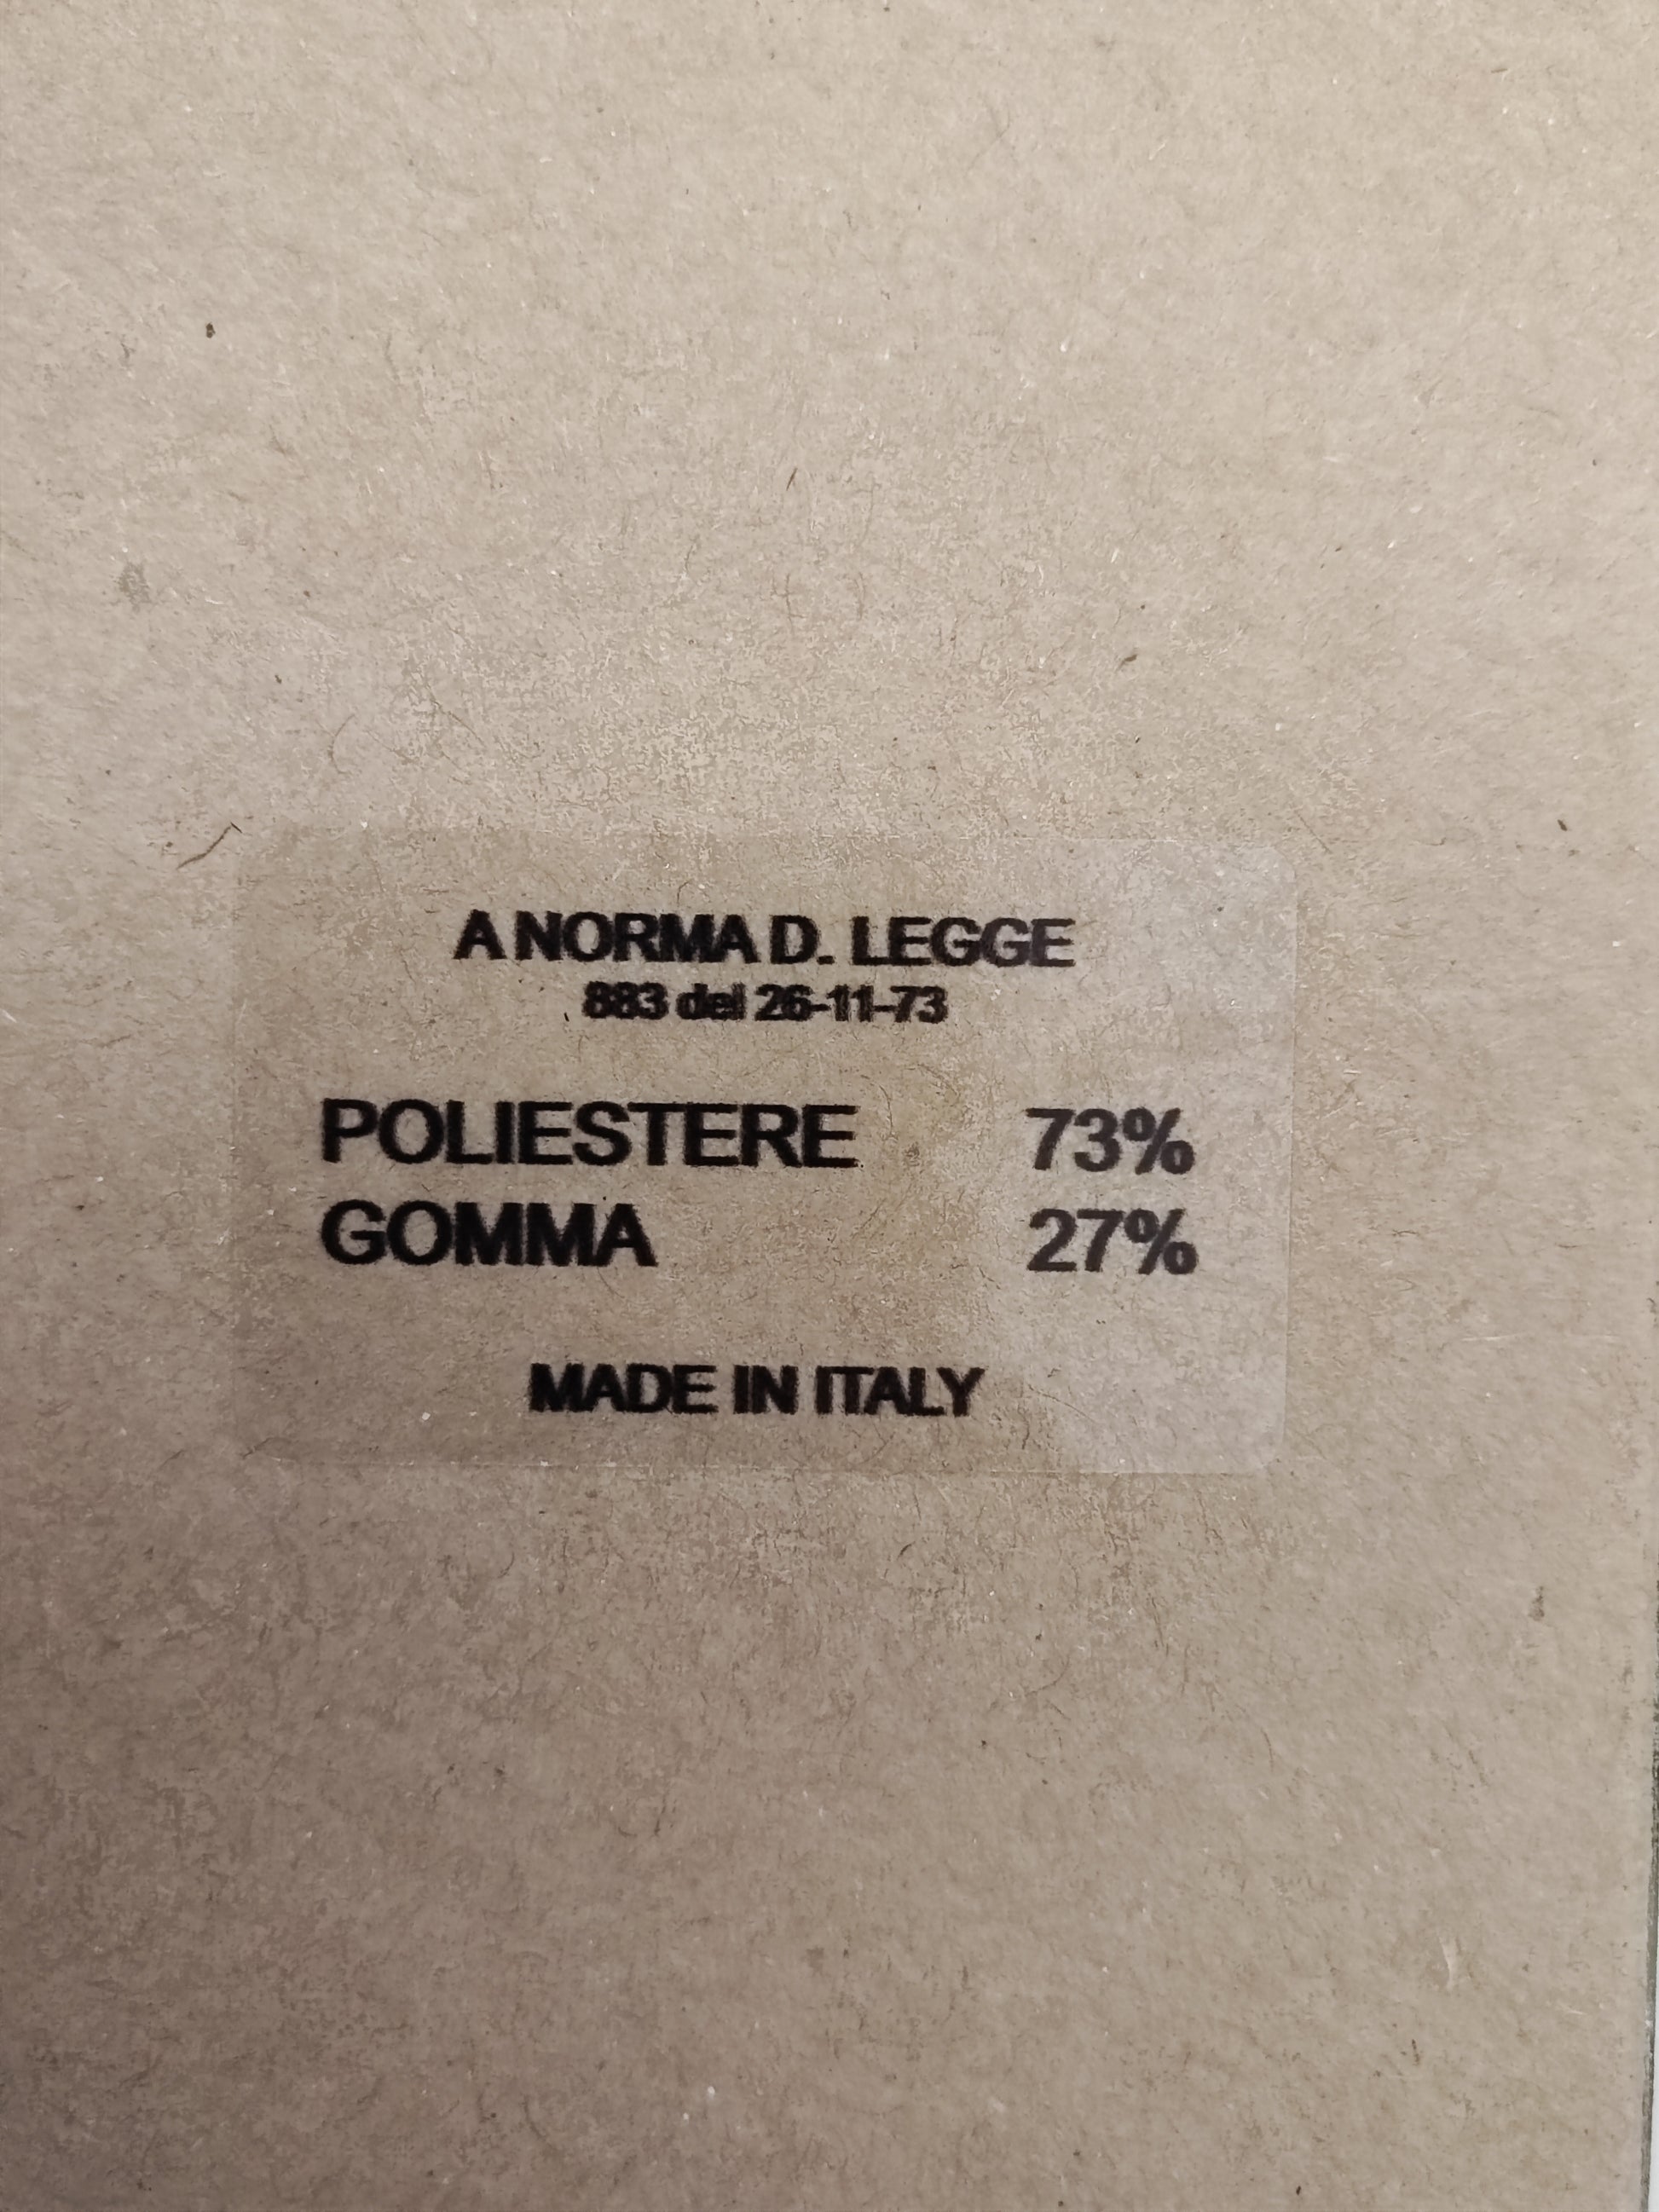 A NORMA D. LEGGE
883 del 26-11-73
POLIESTERE 73%
GOMMA 27%
MADE IN ITALY